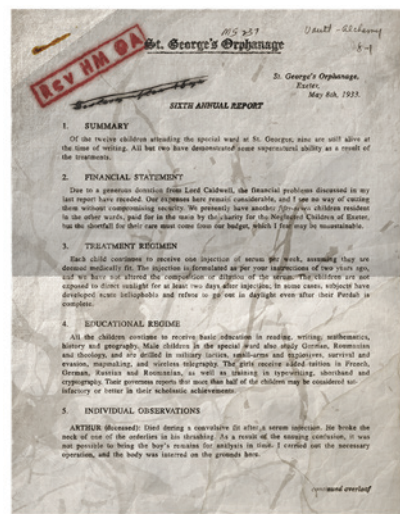 MS 237
Vault - Alchemy
St. George's Orphanage
REV HM OA
St. George's Orphanage,
Exeter,
May 8th, 1933.
SIXTH ANNUAL REPORT
1. SUMMARY
Of the twelve children attending the special ward at St. Georges, nine are still alive at
the time of writing. All but two have demonstrated some supernatural ability as a result of
the treatments.
2. FINANCIAL STATEMENT
Due to a generous donation from Lord Caldwell, the financial problems discussed in my
last report have receded. Our expenses here remain considerable, and I see no way of cutting
them without compromising security. We presently have another fifty-seven children resident
in the other wards, paid for in the main by the charity for the Neglected Children of Exeter,
but the shortfall for their care must come from our budget, which I fear may be unsustainable.
3. TREATMENT REGIMEN
Each child continues to receive one injection of serum per week, assuming they are
deemed medically fit. The injection is formulated as per your instructions of two years ago,
and we have not altered the composition or dilution of the serum. The children are not
exposed to direct sunlight for at least two days after injection. In some cases, subjects have
developed acute heliophobia and refuse to go out in daylight even after their Purdah is
complete.
4. EDUCATIONAL REGIME
All the children continue to receive basic education in reading, writing, mathematics,
history and geography. Male children in the special ward also study German, Roumanian
and theology, and are drilled in military tactics, small-arms and explosives, survival and
evasion, mapmaking, and wireless telegraphy. The girls receive added tuition in French,
German, Russian and Roumanian, as well as training in typewriting, shorthand and
cryptography. Their governess reports that more than half of the children may be considered sat-
isfactory or better in their scholastic achievements.
5. INDIVIDUAL OBSERVATIONS
ARTHUR (deceased): Died during a convulsive fit after a serum injection. He broke the
neck of one of the orderlies in his thrashing. As a result of the ensuing confusion, it was
not possible to bring the boy's remains for analysis in time. I carried out the necessary
operation, and the body was interred on the grounds here.
continued overleaf